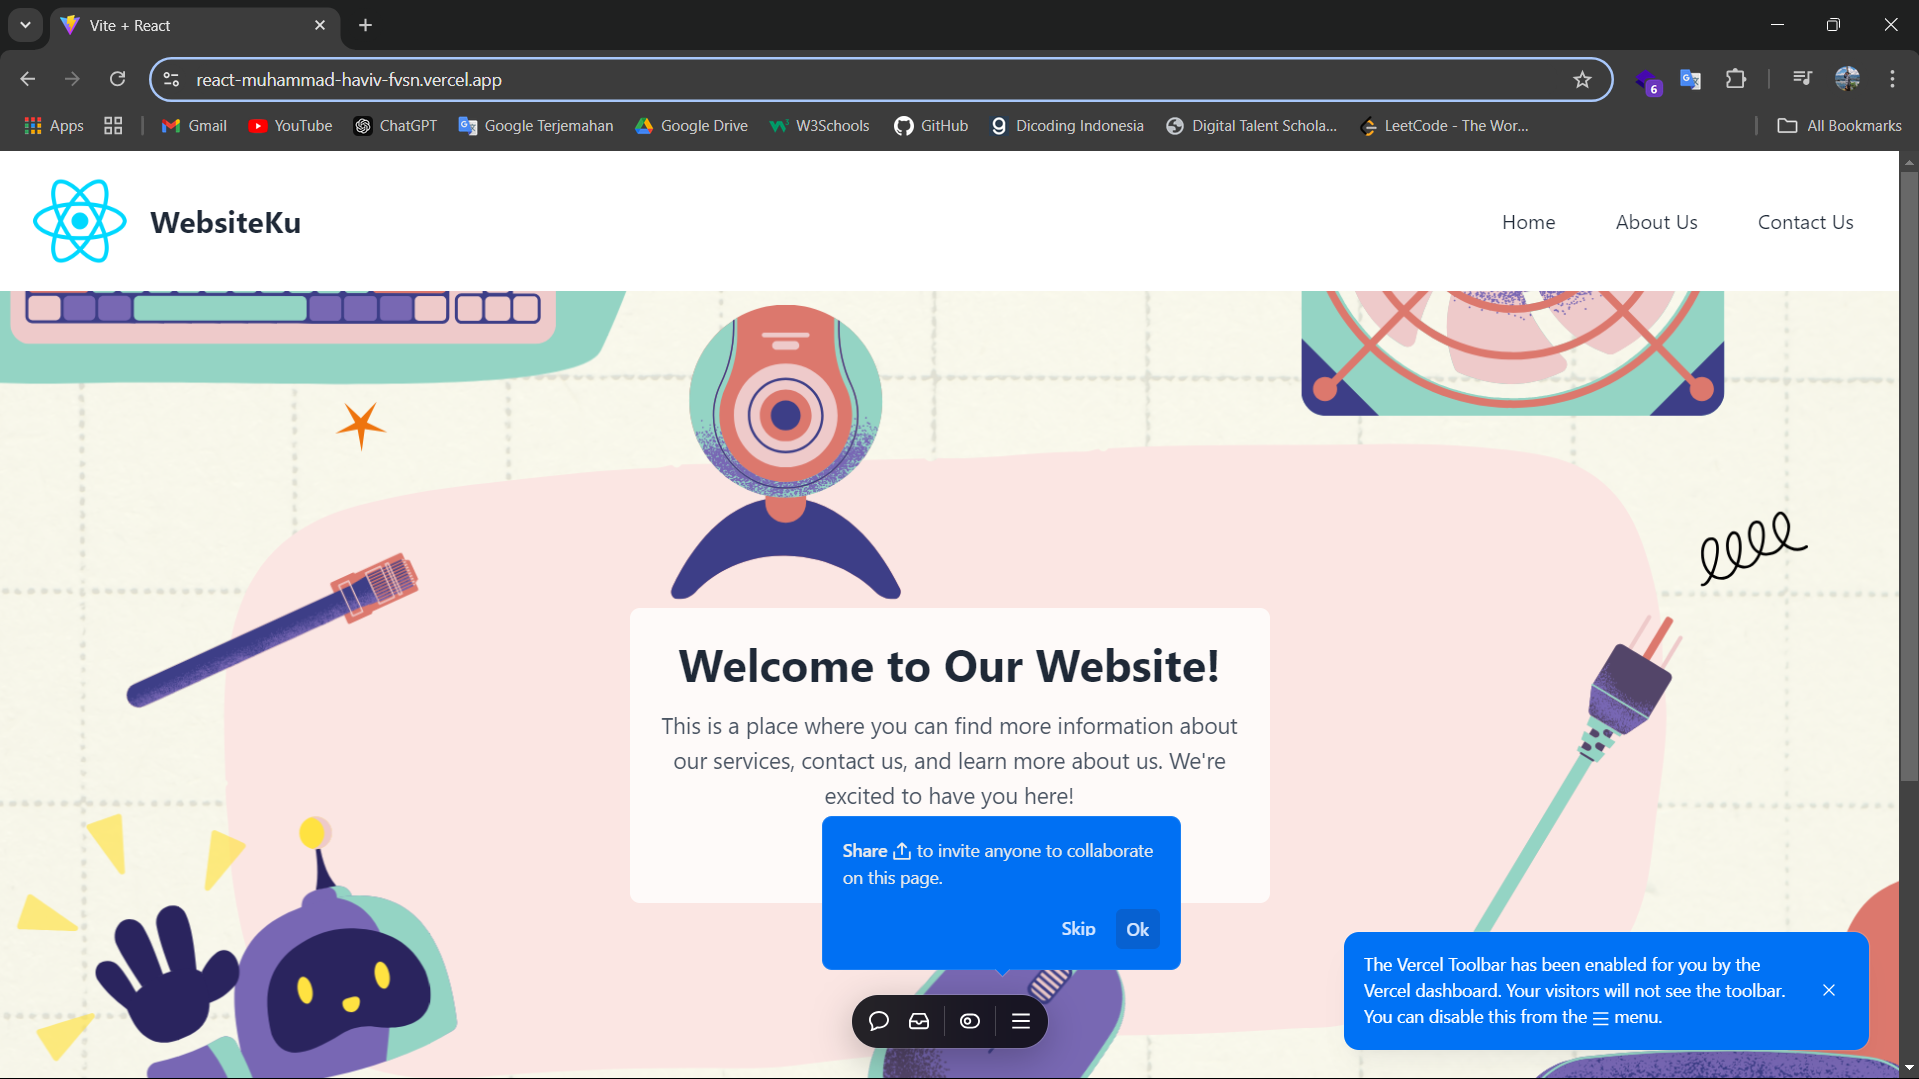 Vite + React
react-muhammad-haviv-fvsn.vercel.app
6
Apps
Gmail
YouTube
ChatGPT
Google Terjemahan
Google Drive
W3Schools
GitHub
Dicoding Indonesia
Digital Talent Schola...
LeetCode - The Wor...
All Bookmarks
WebsiteKu
Home
About Us
Contact Us
Welcome to Our Website!
This is a place where you can find more information about
our services, contact us, and learn more about us. We're
excited to have you here!
Share to invite anyone to collaborate
on this page.
Skip
Ok
The Vercel Toolbar has been enabled for you by the
Vercel dashboard. Your visitors will not see the toolbar.
You can disable this from the menu.